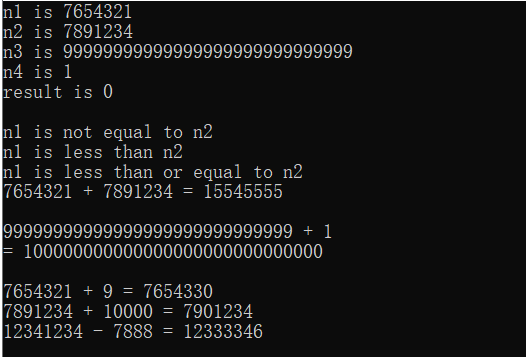 n1 is 7654321
n2 is 7891234
n3 is 99999999999999999999999999999
n4 is 1
result is 0
n1 is not equal to n2
n1 is less than n2
n1 is less than or equal to n2
7654321 + 7891234 = 15545555
99999999999999999999999999999 + 1
= 100000000000000000000000000000
7654321 + 9 = 7654330
7891234 + 10000 = 7901234
12341234 - 7888 = 12333346